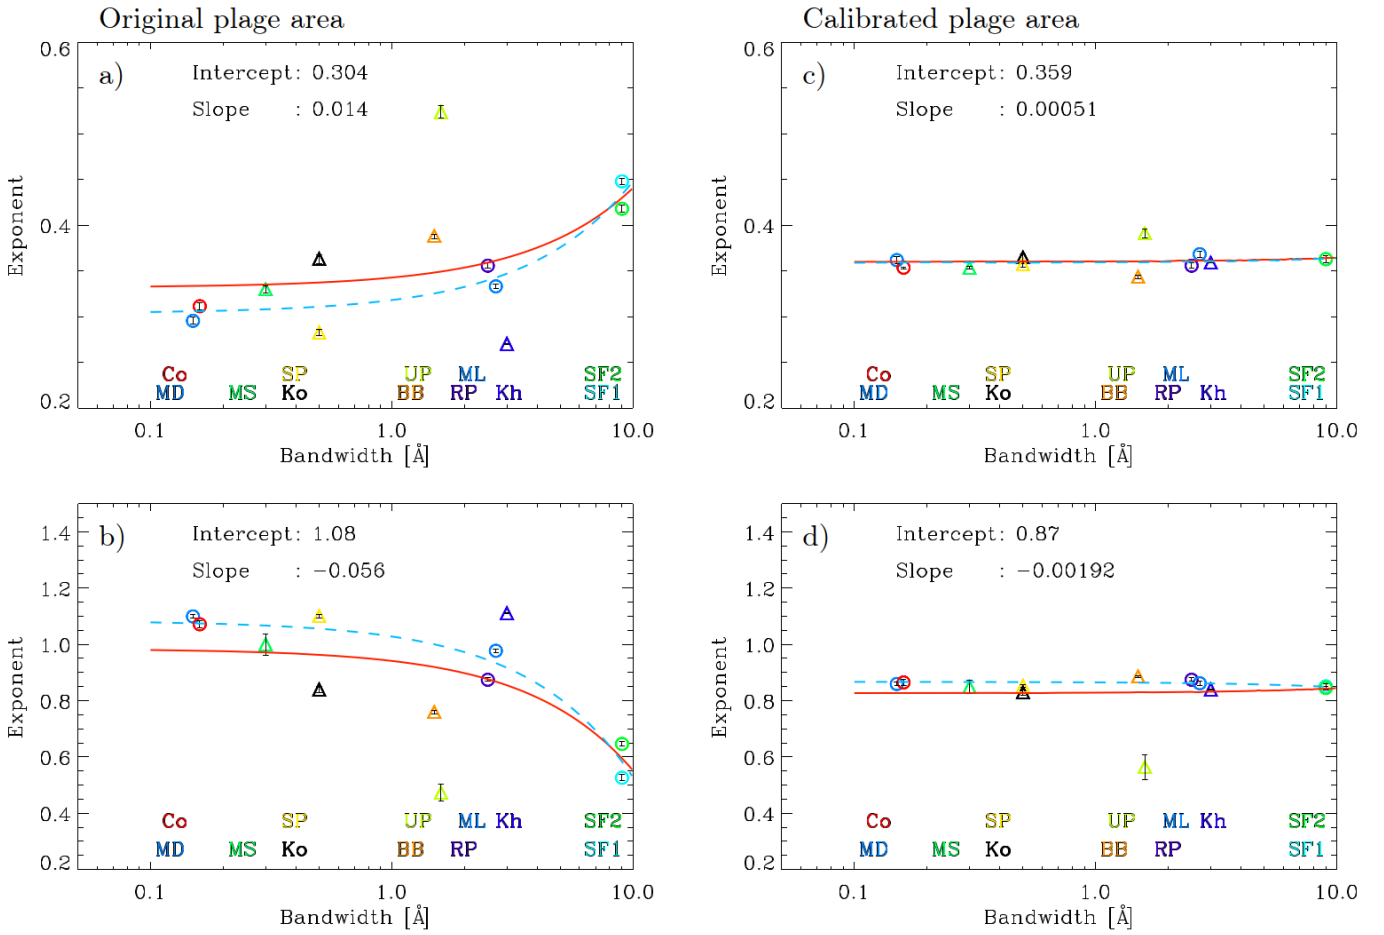 Original plage area
Calibrated plage area
a)
Intercept: 0.304
Slope : 0.014
0.6
0.4
0.2
Exponent
Co SP UP ML SF2
MD MS Ko BB RP Kh SF1
0.1 1.0 10.0
Bandwidth [Å]
c)
Intercept: 0.359
Slope : 0.00051
0.6
0.4
0.2
Exponent
Co SP UP ML SF2
MD MS Ko BB RP Kh SF1
0.1 1.0 10.0
Bandwidth [Å]
b)
Intercept: 1.08
Slope : −0.056
1.4
1.2
1.0
0.8
0.6
0.4
0.2
Exponent
Co SP UP ML Kh SF2
MD MS Ko BB RP SF1
0.1 1.0 10.0
Bandwidth [Å]
d)
Intercept: 0.87
Slope : −0.00192
1.4
1.2
1.0
0.8
0.6
0.4
0.2
Exponent
Co SP UP ML Kh SF2
MD MS Ko BB RP SF1
0.1 1.0 10.0
Bandwidth [Å]